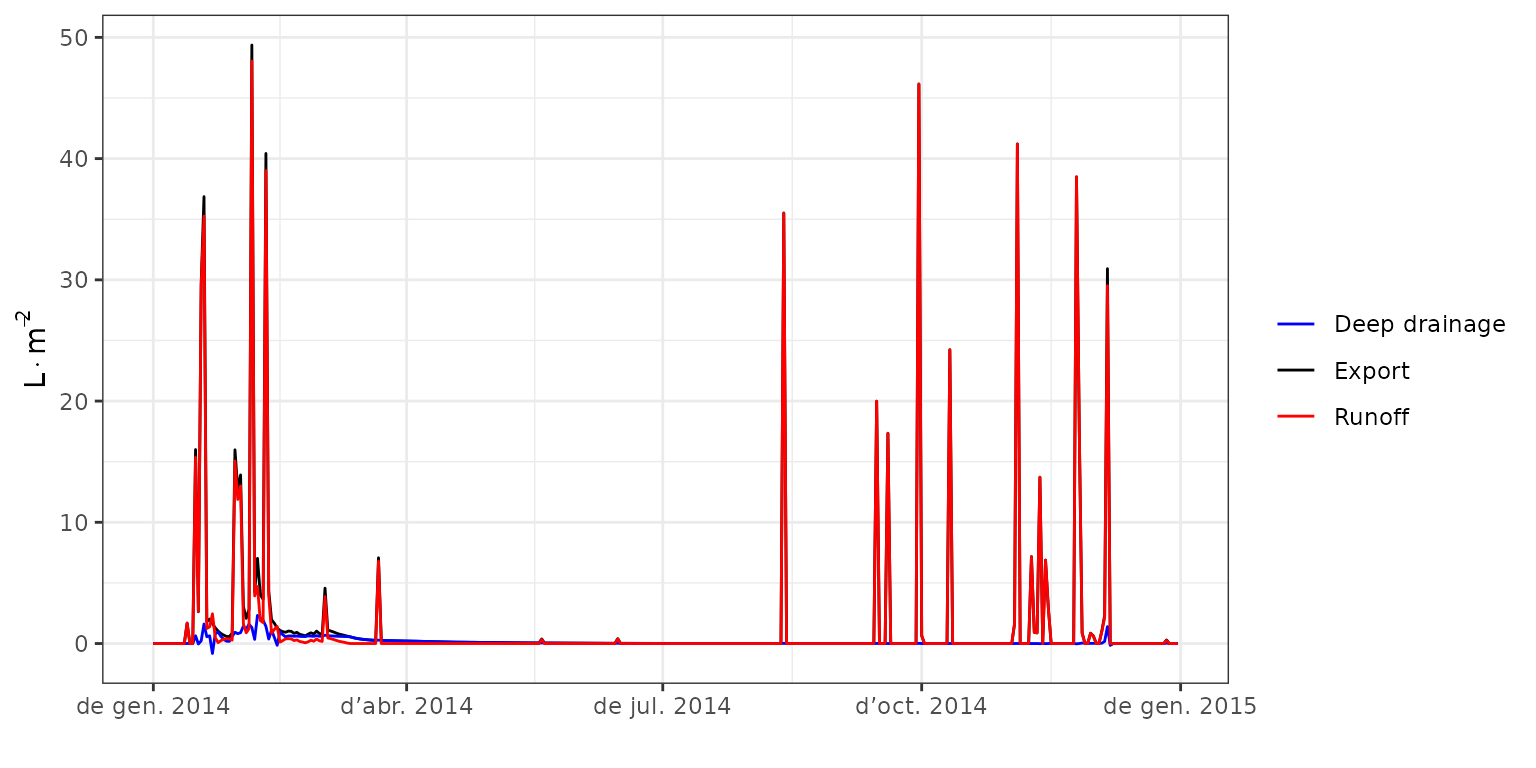 50
40
30
20
10
0
L · m⁻²
de gen. 2014
d’abr. 2014
de jul. 2014
d’oct. 2014
de gen. 2015
Deep drainage
Export
Runoff